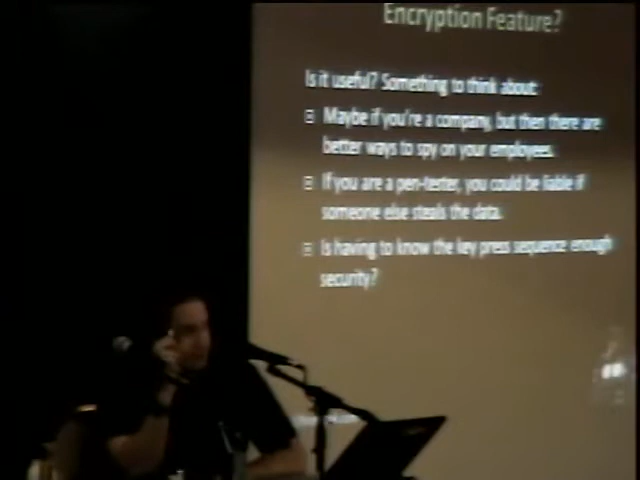 Encryption Feature?
Is it useful? Something to think about:
Maybe if you're a company, but then there are
better ways to spy on your employees.
If you are a pen-tester, you could be liable if
someone else steals the data.
Is having to know the key press sequence enough
security?